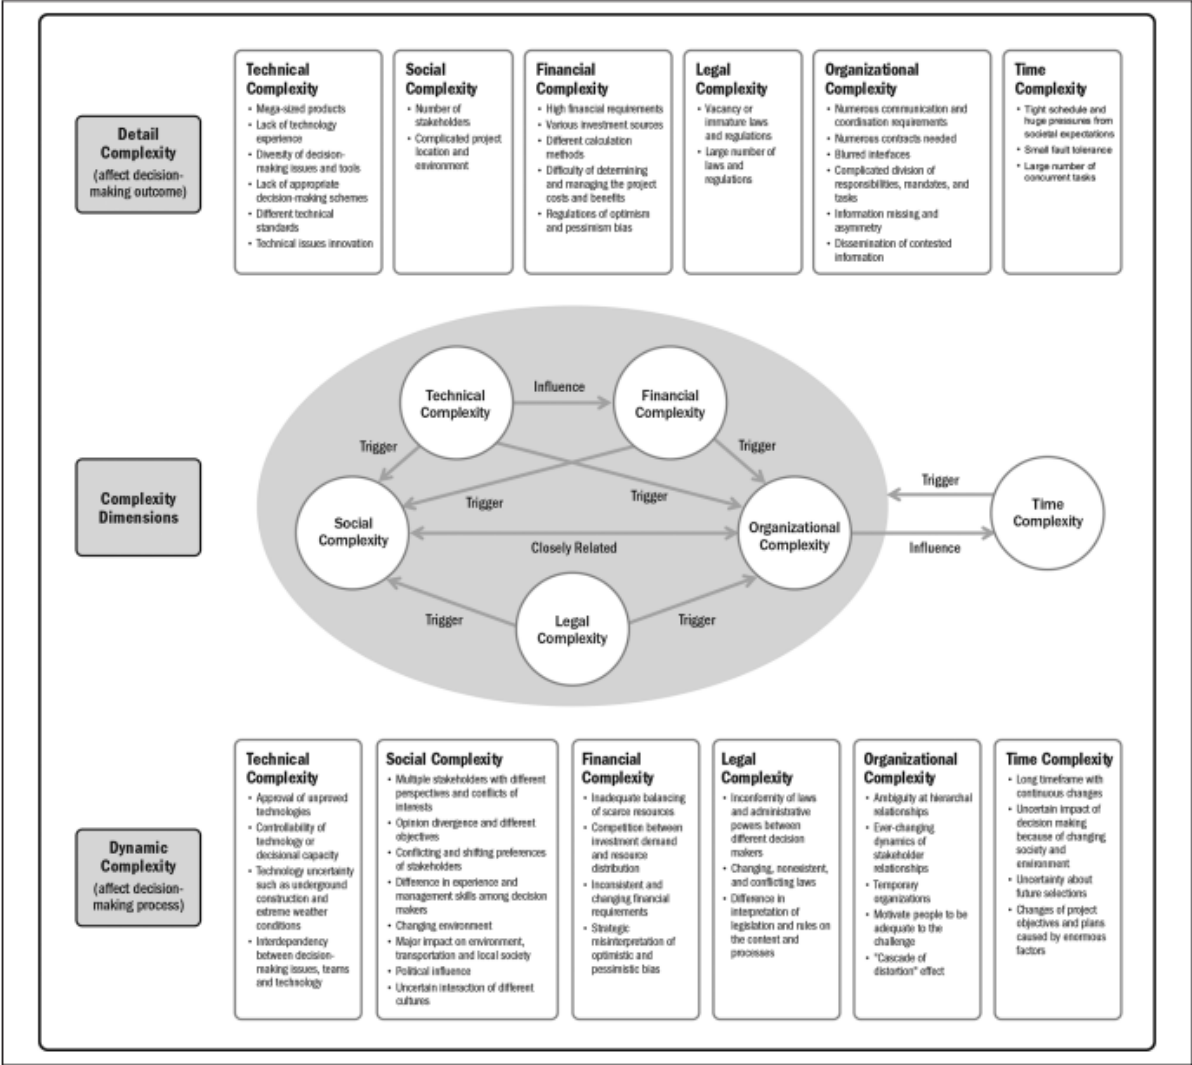 Detail
Complexity
(affect decision-
making outcome)
Technical
Complexity
• Mega-sized products
• Lack of technology
experience
• Diversity of decision-
making issues and tools
• Lack of appropriate
decision-making schemes
• Different technical
standards
• Technical issues innovation
Social
Complexity
• Number of
stakeholders
• Complicated project
location and
environment
Financial
Complexity
• High financial requirements
• Various investment sources
• Different calculation
methods
• Difficulty of determining
and managing the project
costs and benefits
• Regulations of optimism
and pessimism bias
Legal
Complexity
• Vacancy or
immature laws
and regulations
• Large number of
laws and
regulations
Organizational
Complexity
• Numerous communication and
coordination requirements
• Numerous contracts needed
• Blurred interfaces
• Complicated division of
responsibilities, mandates, and
tasks
• Information missing and
asymmetry
• Dissemination of contested
information
Time
Complexity
• Tight schedule and
huge pressures from
societal expectations
• Small fault tolerance
• Large number of
concurrent tasks
Complexity
Dimensions
Technical
Complexity
Influence
Financial
Complexity
Trigger
Trigger
Trigger
Trigger
Social
Complexity
Closely Related
Organizational
Complexity
Trigger
Influence
Time
Complexity
Trigger
Legal
Complexity
Trigger
Dynamic
Complexity
(affect decision-
making process)
Technical
Complexity
• Approval of unproved
technologies
• Controllability of
technology or
decisional capacity
• Technology uncertainty
such as underground
construction and
extreme weather
conditions
• Interdependency
between decision-
making issues, teams
and technology
Social Complexity
• Multiple stakeholders with different
perspectives and conflicts of
interests
• Opinion divergence and different
objectives
• Conflicting and shifting preferences
of stakeholders
• Difference in experience and
management skills among decision
makers
• Changing environment
• Major impact on environment,
transportation and local society
• Political influence
• Uncertain interaction of different
cultures
Financial
Complexity
• Inadequate balancing
of scarce resources
• Competition between
investment demand
and resource
distribution
• Inconsistent and
changing financial
requirements
• Strategic
misinterpretation of
optimistic and
pessimistic bias
Legal
Complexity
• Inconformity of laws
and administrative
powers between
different decision
makers
• Changing, nonexistent,
and conflicting laws
• Difference in
interpretation of
legislation and rules on
the content and
processes
Organizational
Complexity
• Ambiguity at hierarchal
relationships
• Ever-changing
dynamics of
stakeholder
relationships
• Temporary
organizations
• Motivate people to be
adequate to the
challenge
• "Cascade of
distortion" effect
Time Complexity
• Long timeframe with
continuous changes
• Uncertain impact of
decision making
because of changing
society and
environment
• Uncertainty about
future selections
• Changes of project
objectives and plans
caused by enormous
factors